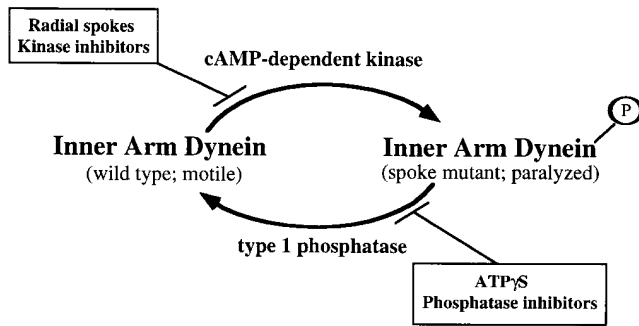 Radial spokes
Kinase inhibitors
cAMP-dependent kinase
P
Inner Arm Dynein
(wild type; motile)
Inner Arm Dynein
(spoke mutant; paralyzed)
type 1 phosphatase
ATPγS
Phosphatase inhibitors